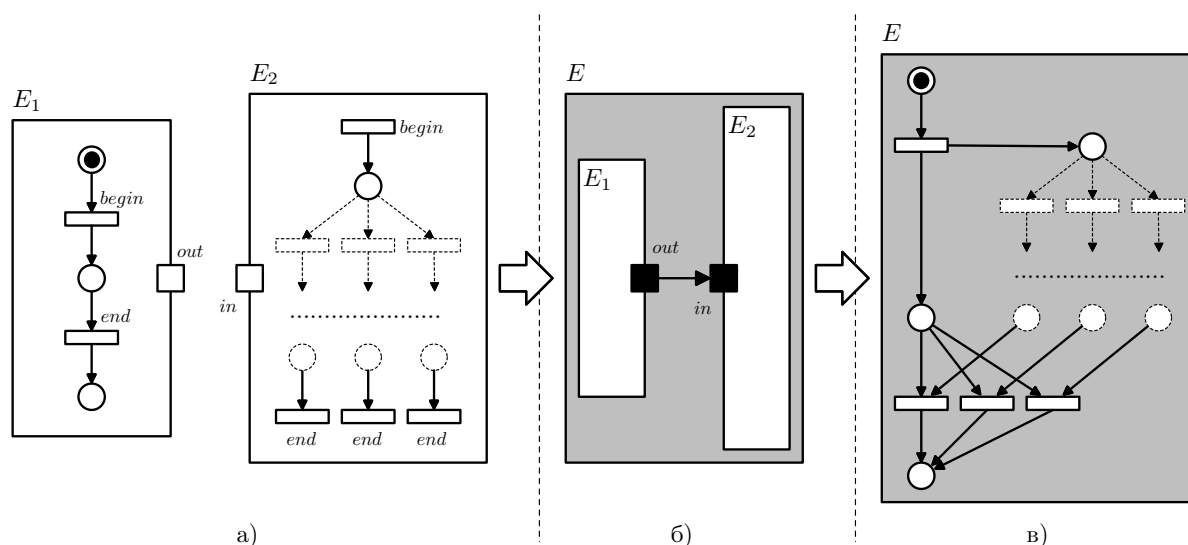 E₁
begin
end
out
E₂
begin
in
end
end
end
а)
E
E₁
out
in
E₂
б)
E
в)